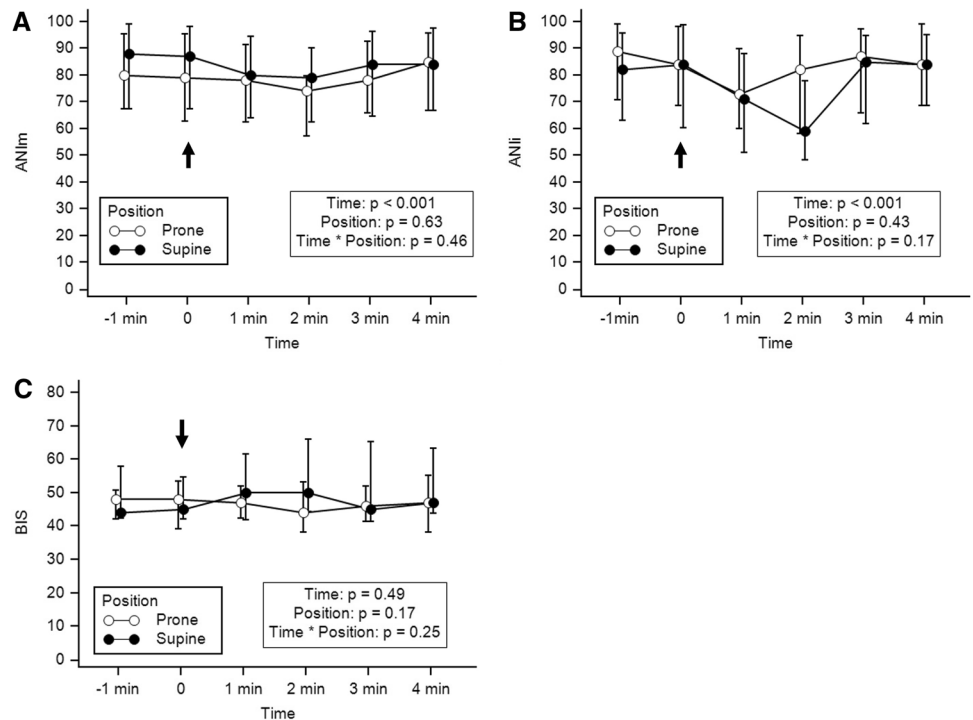 A
100
90
80
70
60
50
40
30
20
10
0
ANIm
Position
Prone
Supine
Time: p < 0.001
Position: p = 0.63
Time * Position: p = 0.46
-1 min 0 1 min 2 min 3 min 4 min
Time
B
100
90
80
70
60
50
40
30
20
10
0
ANIi
Position
Prone
Supine
Time: p < 0.001
Position: p = 0.43
Time * Position: p = 0.17
-1min 0 1 min 2 min 3 min 4 min
Time
C
80
70
60
50
40
30
20
10
0
BIS
Position
Prone
Supine
Time: p = 0.49
Position: p = 0.17
Time * Position: p = 0.25
-1 min 0 1 min 2 min 3 min 4 min
Time